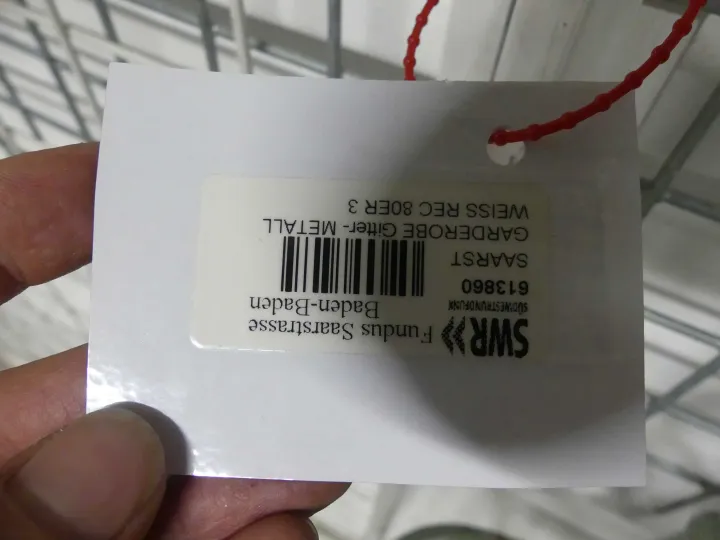 SWR» Fundus Saarstrasse
SÜDWESTRUNDFUNK Baden-Baden
613860
SAARST
GARDEROBE Gitter- METALL
WEISS REC 80ER 3